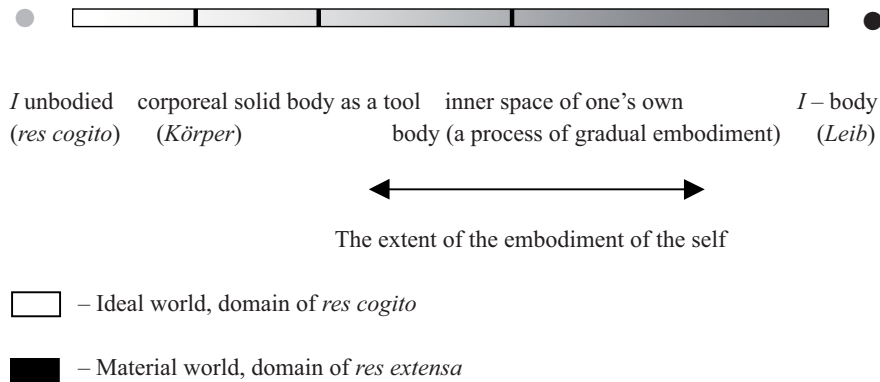 I unbodied corporeal solid body as a tool inner space of one's own I – body
(res cogito) (Körper) body (a process of gradual embodiment) (Leib)
The extent of the embodiment of the self
– Ideal world, domain of res cogito
– Material world, domain of res extensa